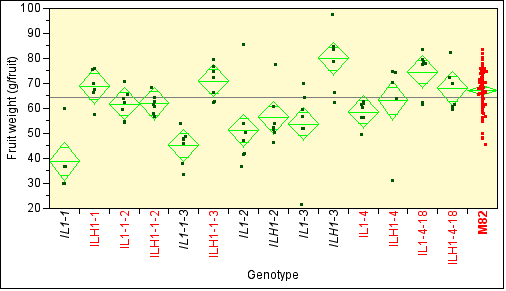 Fruit weight (g/fruit)
100
90
80
70
60
50
40
30
20
IL1-1
ILH1-1
IL1-1-2
ILH1-1-2
IL1-1-3
ILH1-1-3
IL1-2
ILH1-2
IL1-3
ILH1-3
IL1-4
ILH1-4
IL1-4-18
ILH1-4-18
M82
Genotype